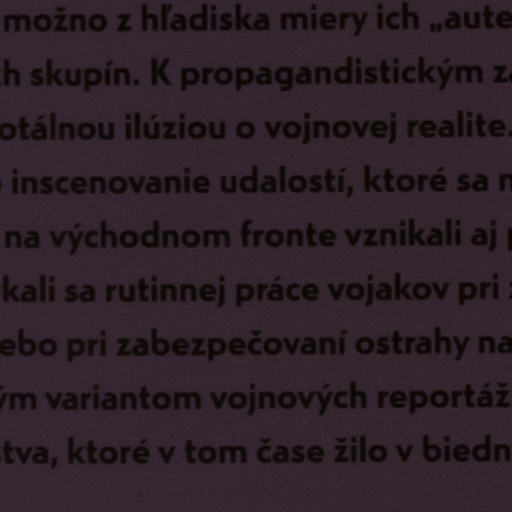 možno z hľadiska miery ich „aute
h skupín. K propagandistickým z
otálnou ilúziou o vojnovej realite.
inscenovanie udalostí, ktoré sa
na východnom fronte vznikali aj
kali sa rutinnej práce vojakov pri
ebo pri zabezpečovaní ostrahy na
ým variantom vojnových reportáž
tva, ktoré v tom čase žilo v biedn